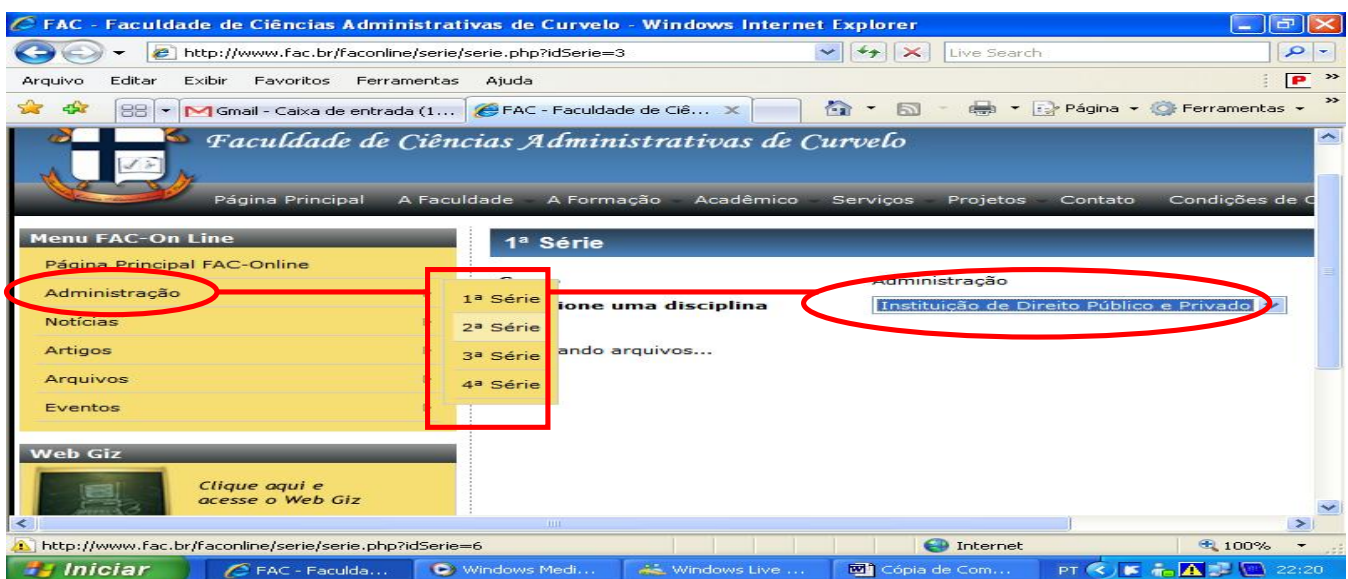 FAC - Faculdade de Ciências Administrativas de Curvelo - Windows Internet Explorer
http://www.fac.br/faconline/serie/serie.php?idSerie=3
Live Search
Arquivo Editar Exibir Favoritos Ferramentas Ajuda
Gmail - Caixa de entrada (1... FAC - Faculdade de Ciê... Página Ferramentas
Faculdade de Ciências Administrativas de Curvelo
Página Principal A Faculdade A Formação Acadêmico Serviços Projetos Contato Condições de
Menu FAC-On Line
Página Principal FAC-Online
Administração
Notícias
Artigos
Arquivos
Eventos
1ª Série
2ª Série
3ª Série
4ª Série
1ª Série
Administração
ione uma disciplina Instituição de Direito Público e Privado
ando arquivos...
Web Giz
Clique aqui e
acesse o Web Giz
http://www.fac.br/faconline/serie/serie.php?idSerie=6 Internet 100%
Iniciar FAC - Faculda... Windows Medi... Windows Live ... Cópia de Com... PT 22:20